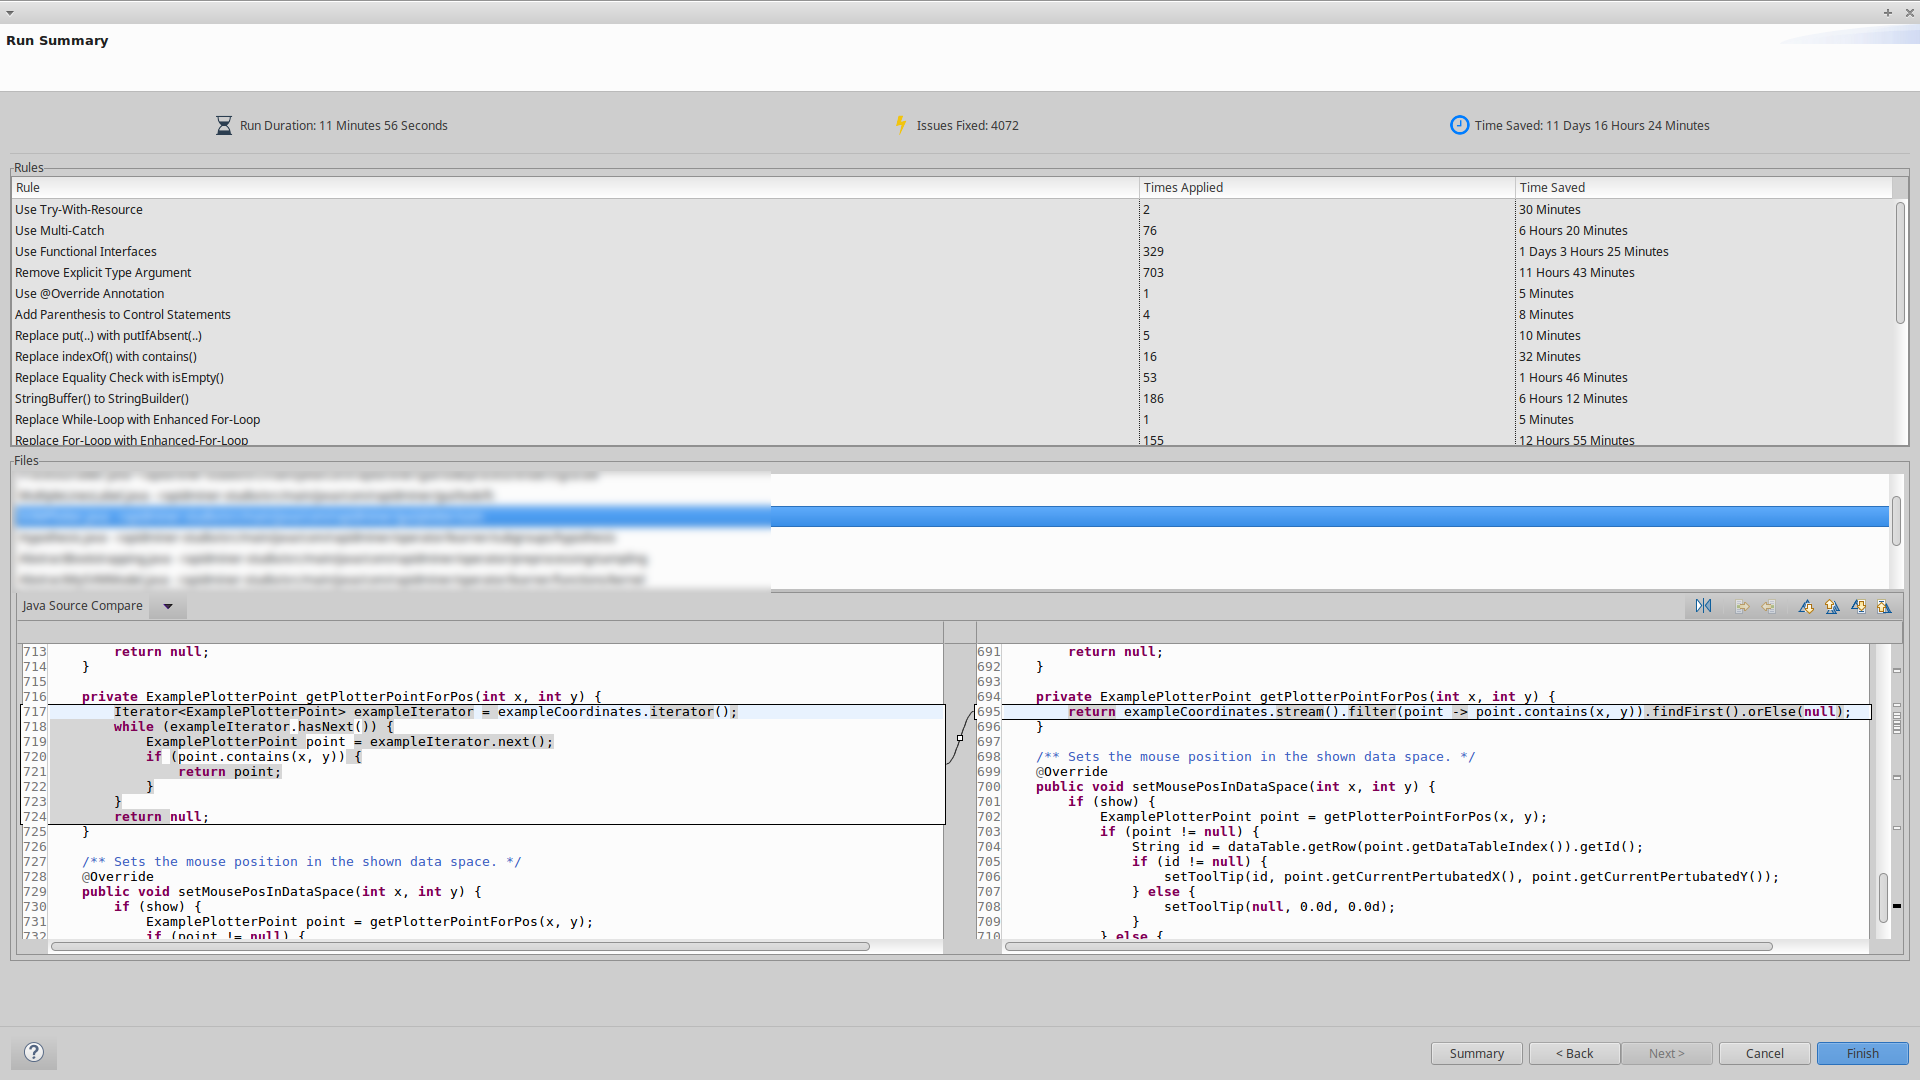 Run Summary
Run Duration: 11 Minutes 56 Seconds
Issues Fixed: 4072
Time Saved: 11 Days 16 Hours 24 Minutes
Rules
Rule Times Applied Time Saved
Use Try-With-Resource 2 30 Minutes
Use Multi-Catch 76 6 Hours 20 Minutes
Use Functional Interfaces 329 1 Days 3 Hours 25 Minutes
Remove Explicit Type Argument 703 11 Hours 43 Minutes
Use @Override Annotation 1 5 Minutes
Add Parenthesis to Control Statements 4 8 Minutes
Replace put(..) with putIfAbsent(..) 5 10 Minutes
Replace indexOf() with contains() 16 32 Minutes
Replace Equality Check with isEmpty() 53 1 Hours 46 Minutes
StringBuffer() to StringBuilder() 186 6 Hours 12 Minutes
Replace While-Loop with Enhanced For-Loop 1 5 Minutes
Replace For-Loop with Enhanced-For-Loop 155 12 Hours 55 Minutes
Files
Java Source Compare
713 return null;
714 }
715
716 private ExamplePlotterPoint getPlotterPointForPos(int x, int y) {
717 Iterator<ExamplePlotterPoint> exampleIterator = exampleCoordinates.iterator();
718 while (exampleIterator.hasNext()) {
719 ExamplePlotterPoint point = exampleIterator.next();
720 if (point.contains(x, y)) {
721 return point;
722 }
723 }
724 return null;
725 }
726
727 /** Sets the mouse position in the shown data space. */
728 @Override
729 public void setMousePosInDataSpace(int x, int y) {
730 if (show) {
731 ExamplePlotterPoint point = getPlotterPointForPos(x, y);
732 if (point != null) {
691 return null;
692 }
693
694 private ExamplePlotterPoint getPlotterPointForPos(int x, int y) {
695 return exampleCoordinates.stream().filter(point -> point.contains(x, y)).findFirst().orElse(null);
696 }
697
698 /** Sets the mouse position in the shown data space. */
699 @Override
700 public void setMousePosInDataSpace(int x, int y) {
701 if (show) {
702 ExamplePlotterPoint point = getPlotterPointForPos(x, y);
703 if (point != null) {
704 String id = dataTable.getRow(point.getDataTableIndex()).getId();
705 if (id != null) {
706 setToolTip(id, point.getCurrentPertubatedX(), point.getCurrentPertubatedY());
707 } else {
708 setToolTip(null, 0.0d, 0.0d);
709 }
710 } else {
Summary
< Back
Next >
Cancel
Finish